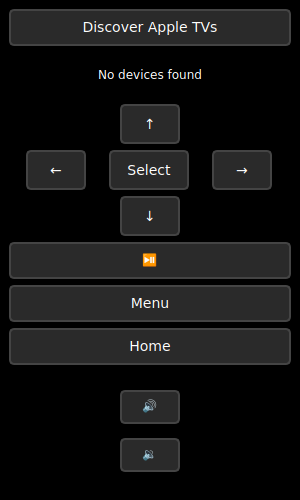 Discover Apple TVs
No devices found
↑
← Select →
↓
⏯️
Menu
Home
🔊
🔉